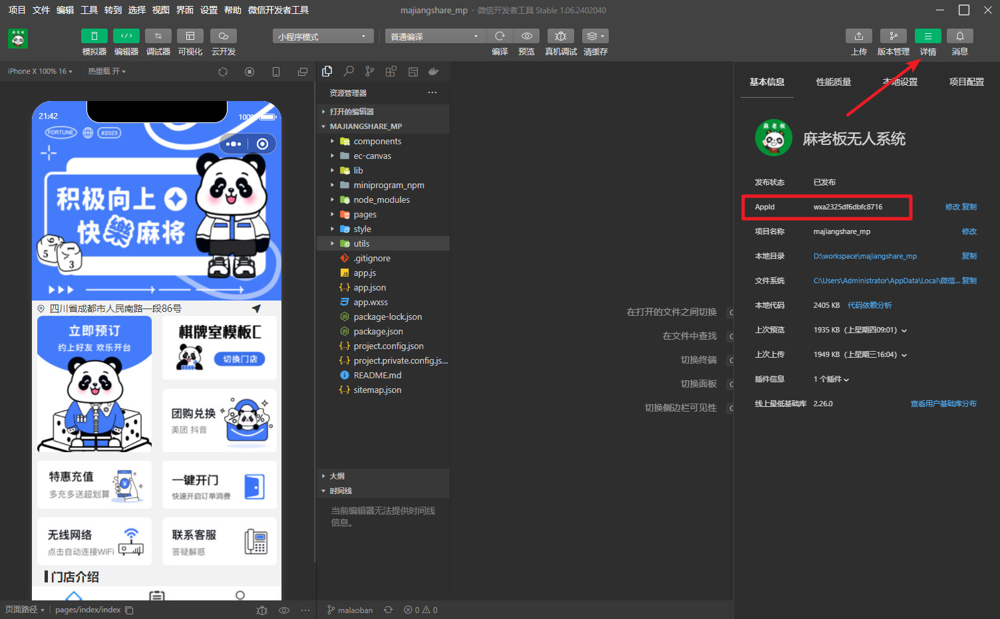 项目 文件 编辑 工具 转到 选择 视图 界面 设置 帮助 微信开发者工具
majiangshare_mp - 微信开发者工具 Stable 1.06.2402040
麻老板
模拟器 编辑器 调试器 可视化 云开发
小程序模式
普通编译
编译 预览 真机调试 清缓存
上传 版本管理 详情 消息
iPhone X 100% 16
热重载 开
21:42
100%
FORTUNE
#2023
积极向上
快樂麻将
5
6
3
四川省成都市人民南路一段86号
立即预订
约上好友 欢乐开台
棋牌室模板C
切换门店
团购兑换
美团 抖音
特惠充值
多充多送超划算
一键开门
快速开启订单消费
无线网络
点击自动连接WiFi
联系客服
答疑解惑
门店介绍
页面路径
pages/index/index
资源管理器
打开的编辑器
MAJIANGSHARE_MP
components
ec-canvas
lib
miniprogram_npm
node_modules
pages
style
utils
.gitignore
JS app.js
{..} app.json
app.wxss
package-lock.json
package.json
{..} project.config.json
{..} project.private.config.js...
README.md
{..} sitemap.json
大纲
时间线
当前编辑器无法提供时间线
信息。
malaoban
0
0
在打开的文件之间切换
在文件中查找
切换终端
切换面板
切换侧边栏可见性
基本信息 性能质量 本地设置 项目配置
麻老板
麻老板无人系统
发布状态 已发布
AppId wxa2325df6dbfc8716 修改 复制
项目名称 majiangshare_mp 修改
本地目录 D:\workspace\majiangshare_mp 复制
文件系统 C:\Users\Administrator\AppData\Local\微信... 复制
本地代码 2405 KB 代码依赖分析
上次预览 1935 KB (上星期四09:01)
上次上传 1949 KB (上星期三16:04)
插件信息 1 个插件
线上最低基础库 2.26.0 查看用户基础库分布